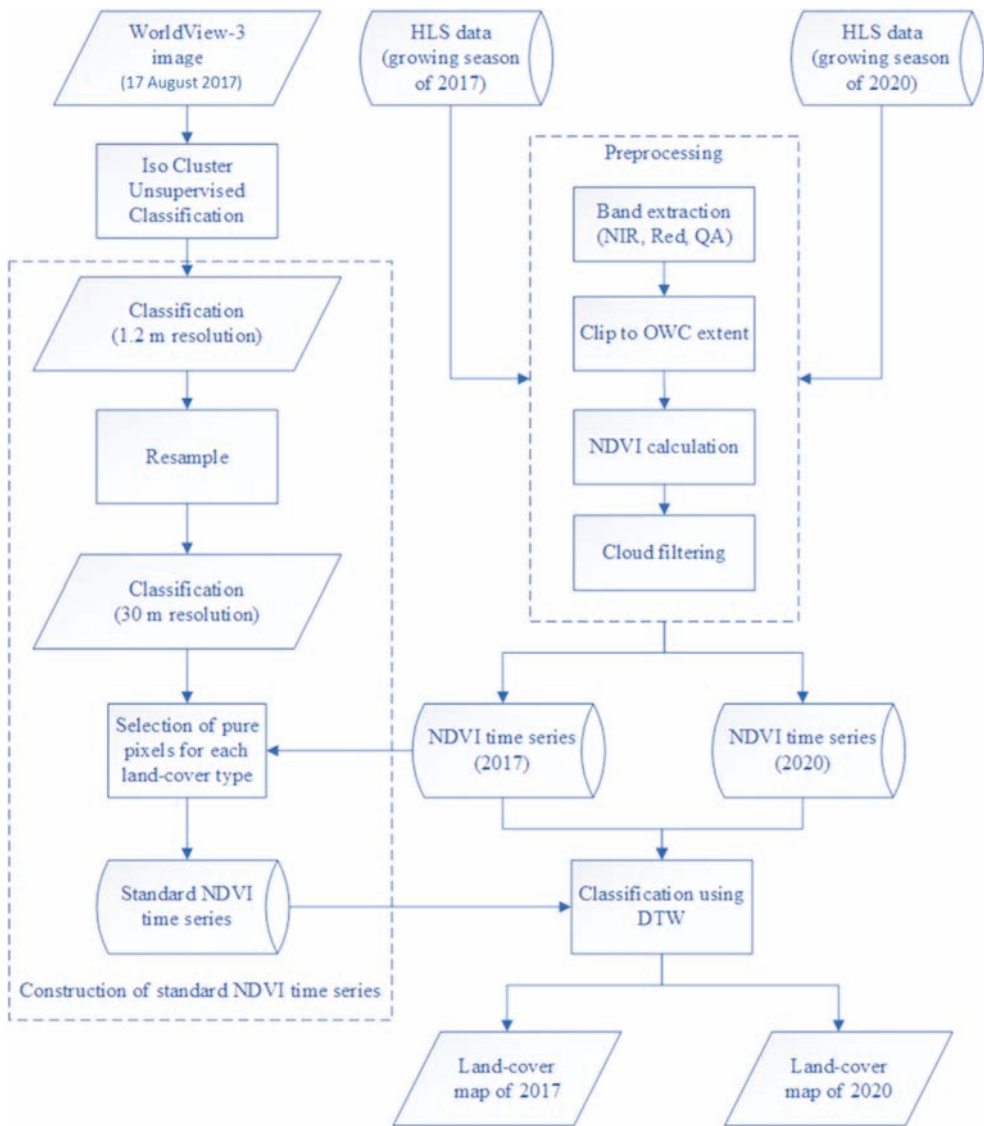 WorldView-3
image
(17 August 2017)
HLS data
(growing season
of 2017)
HLS data
(growing season
of 2020)
Iso Cluster
Unsupervised
Classification
Preprocessing
Band extraction
(NIR, Red, QA)
Clip to OWC extent
NDVI calculation
Cloud filtering
Classification
(1.2 m resolution)
Resample
Classification
(30 m resolution)
Selection of pure
pixels for each
land-cover type
NDVI time series
(2017)
NDVI time series
(2020)
Standard NDVI
time series
Classification using
DTW
Construction of standard NDVI time series
Land-cover
map of 2017
Land-cover
map of 2020